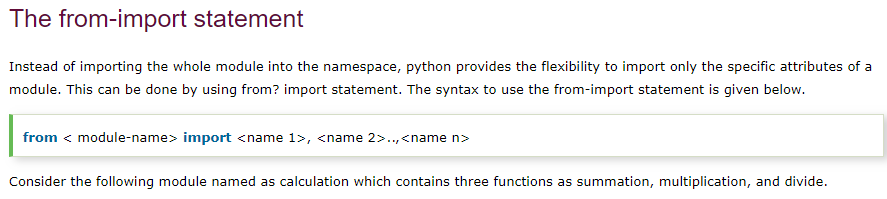 The from-import statement
Instead of importing the whole module into the namespace, python provides the flexibility to import only the specific attributes of a
module. This can be done by using from? import statement. The syntax to use the from-import statement is given below.
from < module-name> import <name 1>, <name 2>..,<name n>
Consider the following module named as calculation which contains three functions as summation, multiplication, and divide.